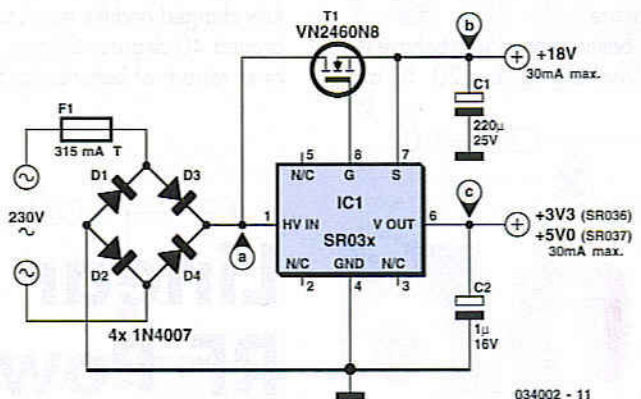 T1
VN2460N8
b
+18V
30mA max.
C1
220µ
25V
F1
315 mA T
D1
D3
D2
D4
230V
~
4x 1N4007
a
5
N/C
8
G
7
S
1
HV IN
IC1
V OUT
6
SR03x
N/C
GND
N/C
2
4
3
c
+3V3 (SR036)
+5V0 (SR037)
30mA max.
C2
1µ
16V
034002 - 11